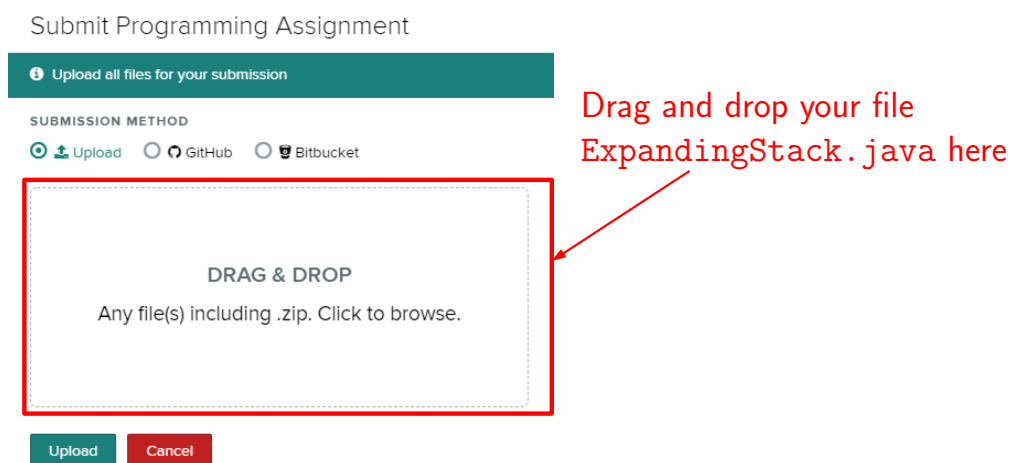 Submit Programming Assignment
Upload all files for your submission
SUBMISSION METHOD
Upload GitHub Bitbucket
DRAG & DROP
Any file(s) including .zip. Click to browse.
Upload Cancel
Drag and drop your file
ExpandingStack.java here